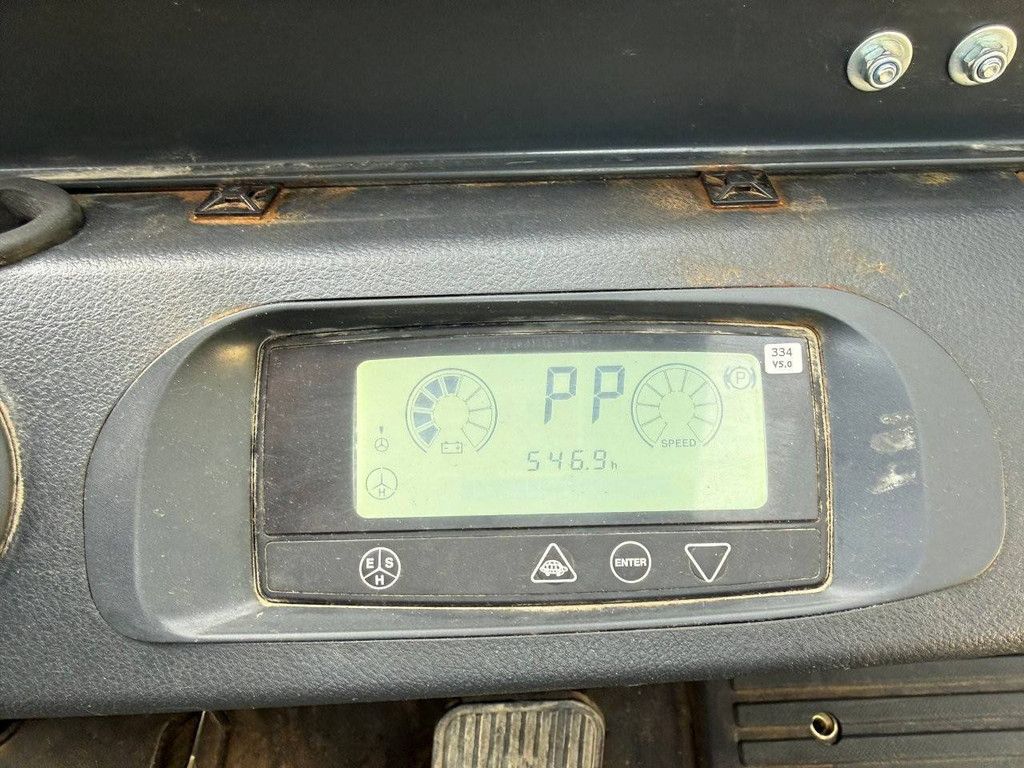 334
V5,0
PP
P
SPEED
546.9h
H
E S
H
ENTER